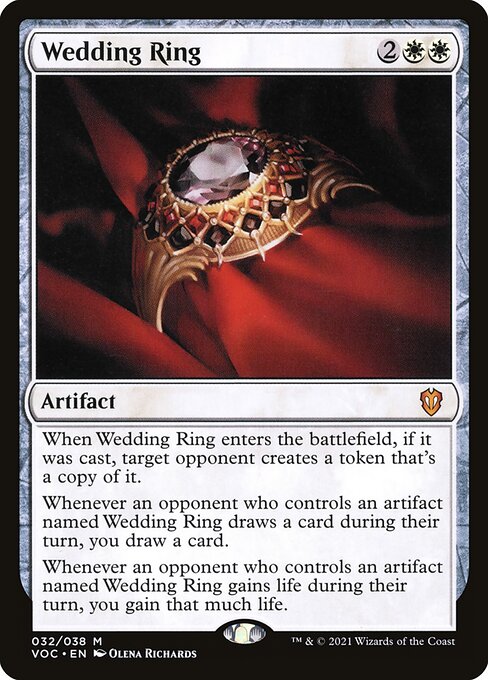 Wedding Ring 2
Artifact
When Wedding Ring enters the battlefield, if it
was cast, target opponent creates a token that's
a copy of it.
Whenever an opponent who controls an artifact
named Wedding Ring draws a card during their
turn, you draw a card.
Whenever an opponent who controls an artifact
named Wedding Ring gains life during their
turn, you gain that much life.
032/038 M
VOC • EN OLENA RICHARDS
™ & © 2021 Wizards of the Coast